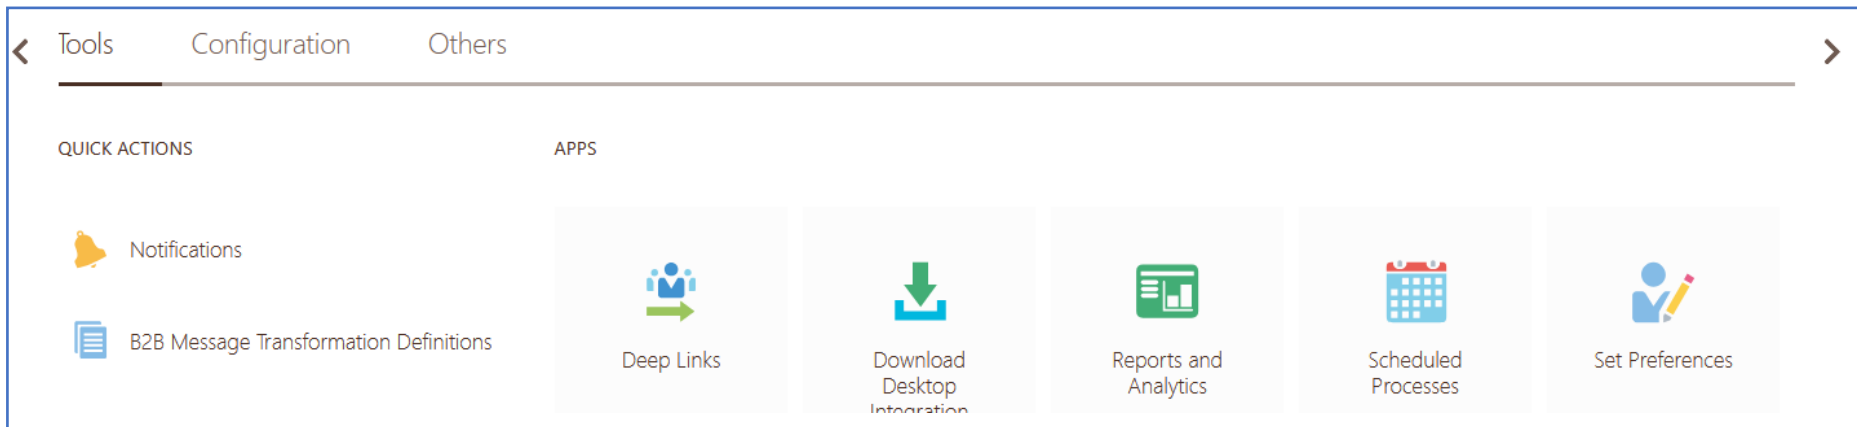 Tools Configuration Others
QUICK ACTIONS
APPS
Notifications
B2B Message Transformation Definitions
Deep Links
Download
Desktop
Integration
Reports and
Analytics
Scheduled
Processes
Set Preferences